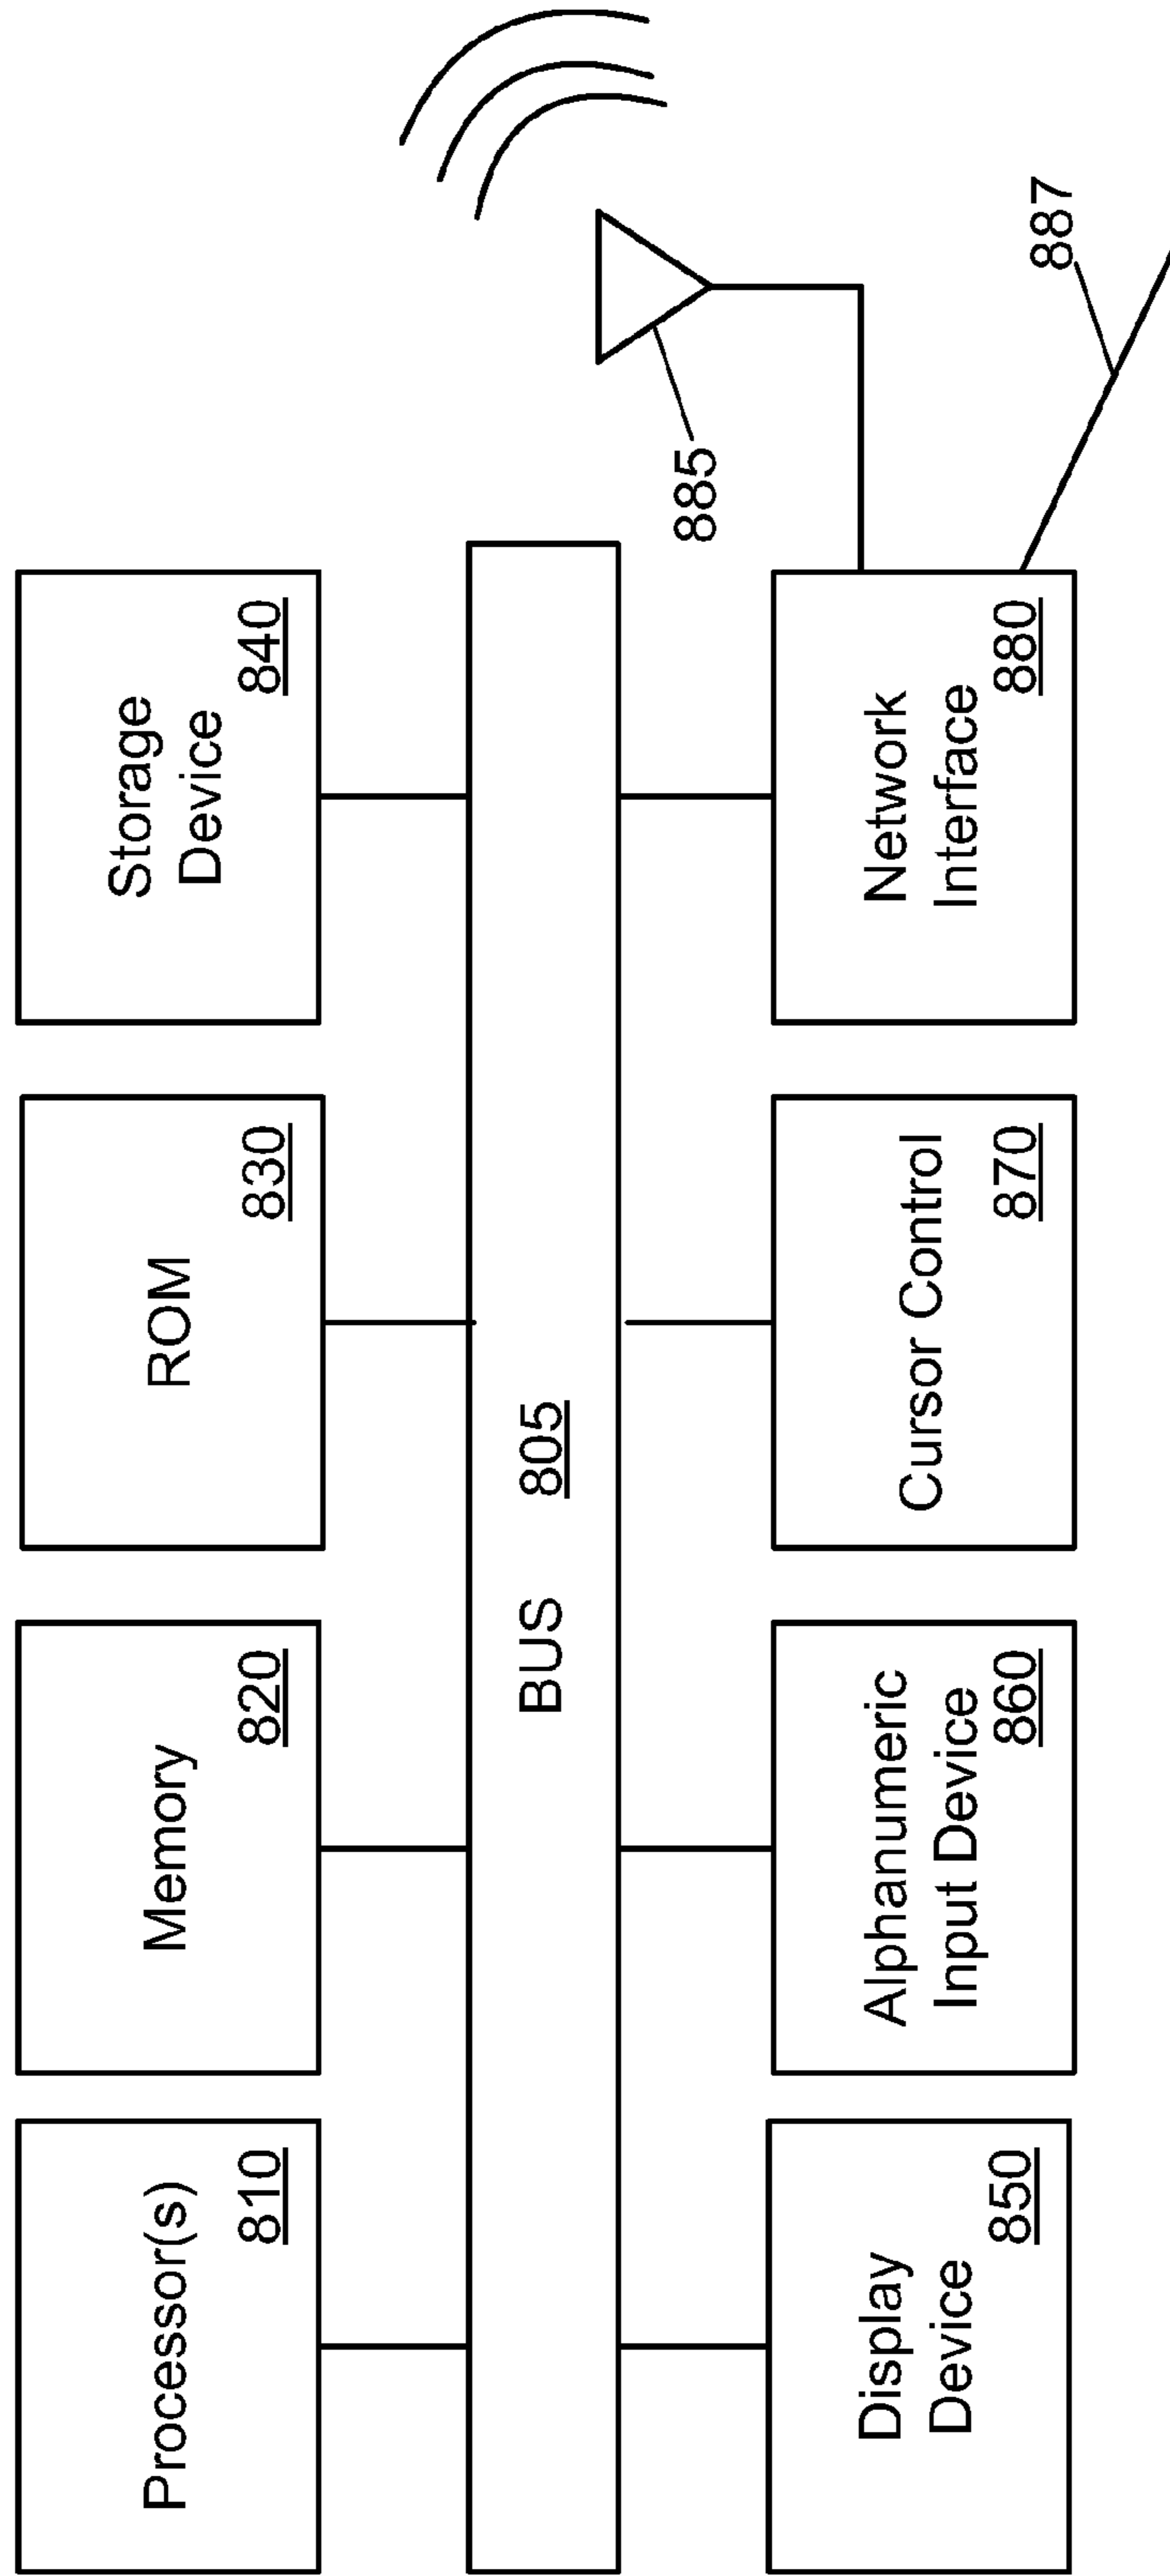 Processor(s)
810
Memory
820
ROM
830
Storage
Device
840
BUS 805
885
887
Display
Device
850
Alphanumeric
Input Device
860
Cursor Control
870
Network
Interface
880